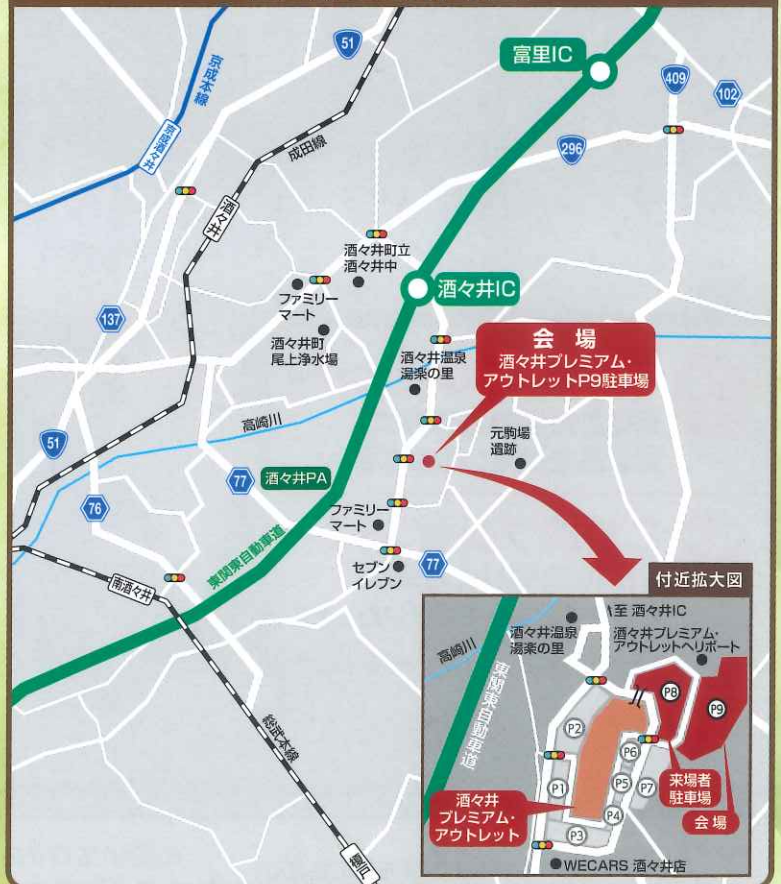 51
富里IC
409
102
京成本線
京成酒々井
成田線
296
酒々井
酒々井町立
酒々井中
酒々井IC
ファミリー
マート
137
酒々井町
尾上浄水場
会場
酒々井プレミアム・
アウトレットP9駐車場
酒々井温泉
湯楽の里
高崎川
元駒場
遺跡
51
77
酒々井PA
76
ファミリー
マート
東関東自動車道
セブン
イレブン
77
南酒々井
総武本線
榎戸
付近拡大図
至 酒々井IC
酒々井温泉
湯楽の里
酒々井プレミアム・
アウトレットヘリポート
高崎川
東関東自動車道
P8
P9
P2
P6
P1
P5
P7
P4
P3
来場者
駐車場
会場
酒々井
プレミアム・
アウトレット
WECARS 酒々井店